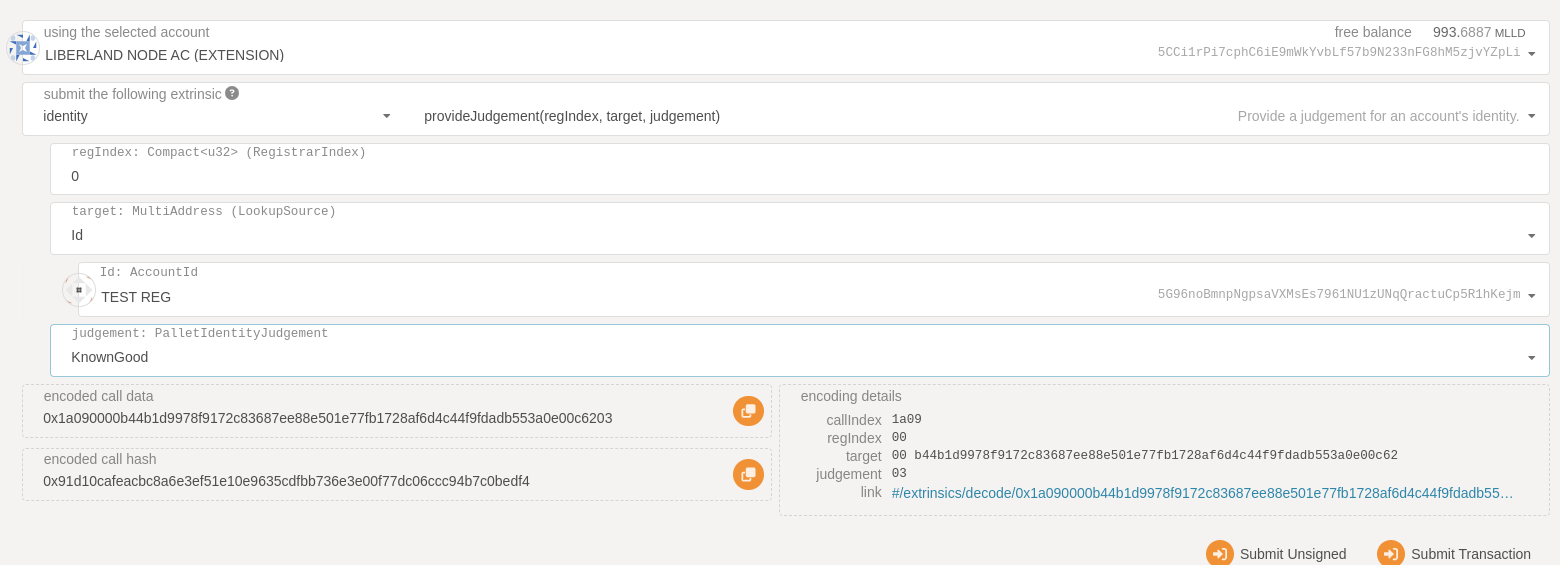 using the selected account
free balance 993.6887 MLLD
LIBERLAND NODE AC (EXTENSION)
5CCi1rPi7cphC6iE9mWkYvbLf57b9N233nFG8hM5zjvYZpLi
submit the following extrinsic ?
identity
provideJudgement(regIndex, target, judgement)
Provide a judgement for an account's identity.
regIndex: Compact<u32> (RegistrarIndex)
0
target: MultiAddress (LookupSource)
Id
Id: AccountId
TEST REG
5G96noBmnpNgpsaVXMsEs7961NU1zUNqQractuCp5R1hKejm
judgement: PalletIdentityJudgement
KnownGood
encoded call data
0x1a090000b44b1d9978f9172c83687ee88e501e77fb1728af6d4c44f9fdadb553a0e00c6203
encoded call hash
0x91d10cafeacbc8a6e3ef51e10e9635cdfbb736e3e00f77dc06ccc94b7c0bedf4
encoding details
callIndex 1a09
regIndex 00
target 00 b44b1d9978f9172c83687ee88e501e77fb1728af6d4c44f9fdadb553a0e00c62
judgement 03
link #/extrinsics/decode/0x1a090000b44b1d9978f9172c83687ee88e501e77fb1728af6d4c44f9fdadb55…
Submit Unsigned
Submit Transaction